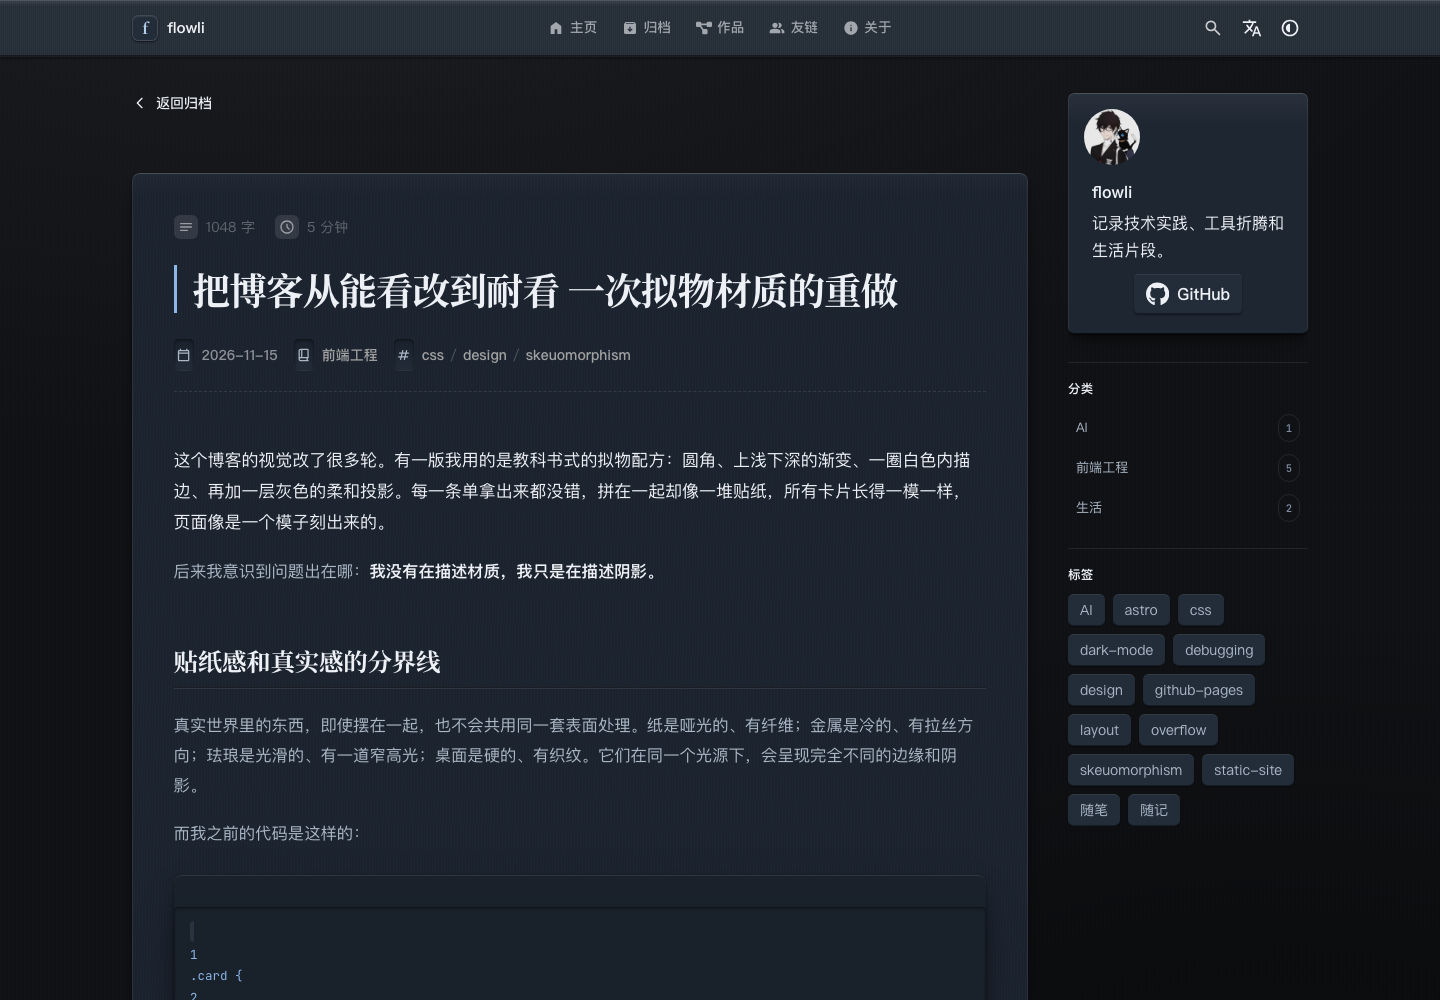 f flowli
主页 归档 作品 友链 关于
返回归档
1048 字 5 分钟
把博客从能看改到耐看 一次拟物材质的重做
2026-11-15 前端工程 # css / design / skeuomorphism
这个博客的视觉改了很多轮。有一版我用的是教科书式的拟物配方：圆角、上浅下深的渐变、一圈白色内描
边、再加一层灰色的柔和投影。每一条单拿出来都没错，拼在一起却像一堆贴纸，所有卡片长得一模一样，
页面像是一个模子刻出来的。
后来我意识到问题出在哪：我没有在描述材质，我只是在描述阴影。
贴纸感和真实感的分界线
真实世界里的东西，即使摆在一起，也不会共用同一套表面处理。纸是哑光的、有纤维；金属是冷的、有拉丝方
向；珐琅是光滑的、有一道窄高光；桌面是硬的、有织纹。它们在同一个光源下，会呈现完全不同的边缘和阴
影。
而我之前的代码是这样的：
1
.card {
2
flowli
记录技术实践、工具折腾和
生活片段。
GitHub
分类
AI 1
前端工程 5
生活 2
标签
AI astro css
dark-mode debugging
design github-pages
layout overflow
skeuomorphism static-site
随笔 随记